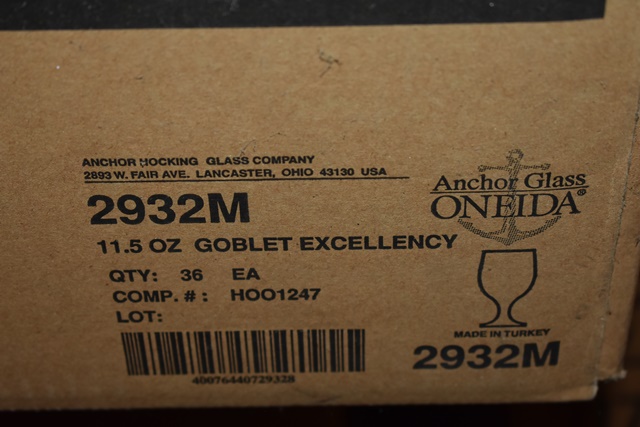 ANCHOR HOCKING GLASS COMPANY
2893 W. FAIR AVE. LANCASTER, OHIO 43130 USA
2932M
11.5 OZ GOBLET EXCELLENCY
QTY: 36 EA
COMP. #: HOO1247
LOT:
40076440729328
Anchor Glass
ONEIDA®
MADE IN TURKEY
2932M